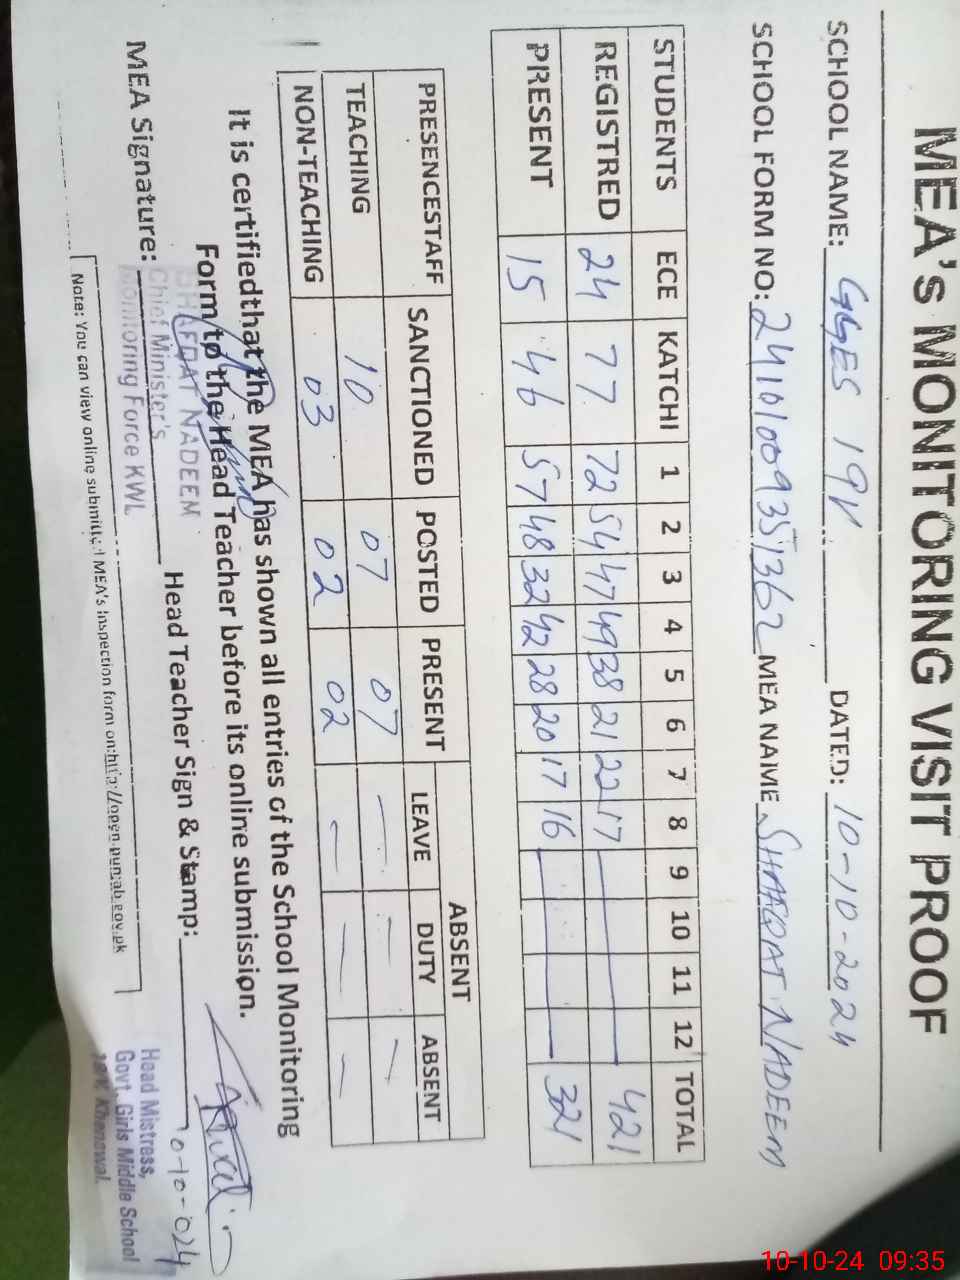 MEA'S MONITORING VISIT PROOF
SCHOOL NAME: GGES 19V DATED: 10-10-2024
SCHOOL FORM NO: 24101009351362 MEA NAME SHAFQAT NADEEM
STUDENTS ECE KATCHI 1 2 3 4 5 6 7 8 9 10 11 12 TOTAL
REGISTRED 24 77 72 54 47 49 38 21 22 17 421
PRESENT 15 46 57 48 32 42 28 20 17 16 321
PRESENCESTAFF SANCTIONED POSTED PRESENT ABSENT
LEAVE DUTY ABSENT
TEACHING 10 07 07 — — —
NON-TEACHING 03 02 02 — — —
It is certifiedthat the MEA has shown all entries of the School Monitoring
Form to the Head Teacher before its online submission.
SHAFQAT NADEEM
MEA Signature: Head Teacher Sign & Stamp:
Chief Minister's
Monitoring Force KWL
10-10-024
Head Mistress,
Govt. Girls Middle School
Khanewal.
Note: You can view online submitted MEA's inspection form on:http://open.punjab.gov.pk
10-10-24 09:35